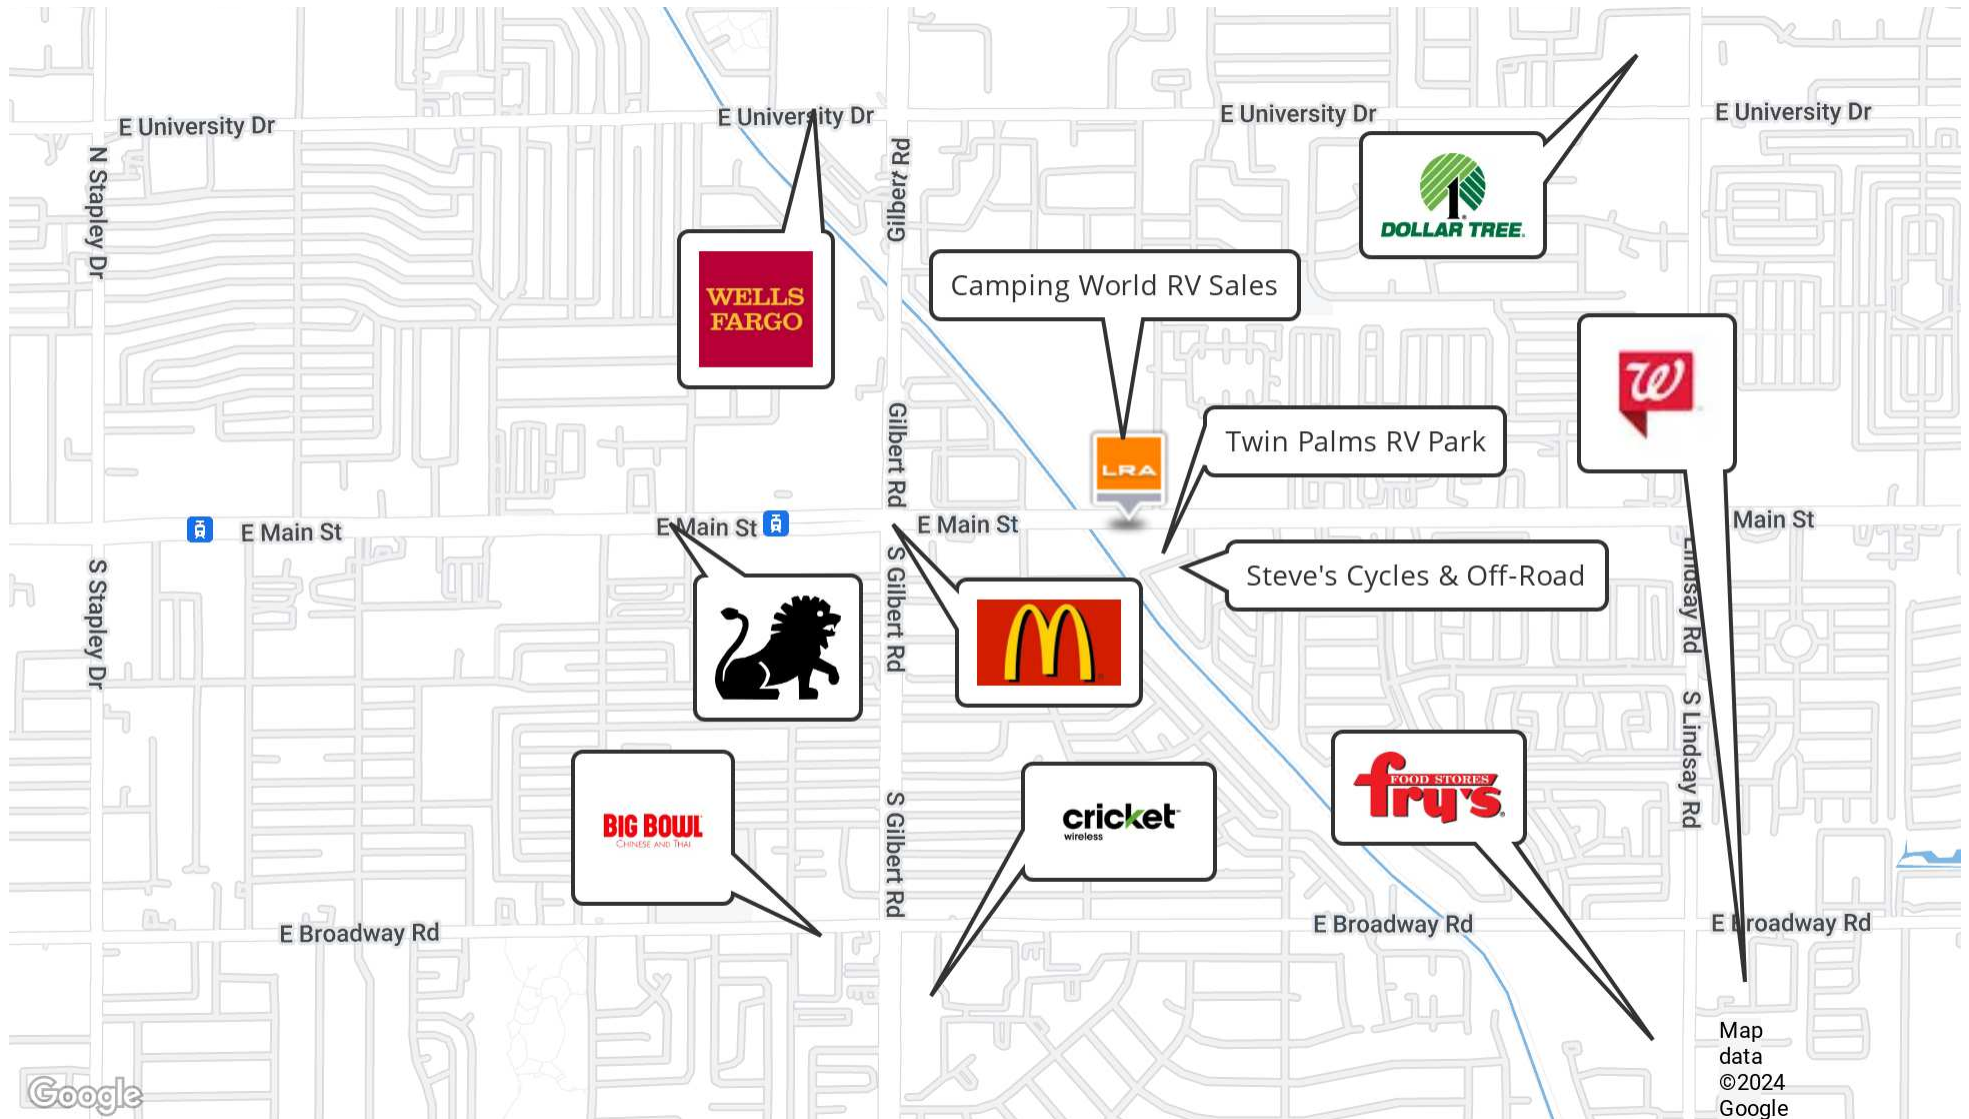 E University Dr
E University Dr
E University Dr
E University Dr
N Stapley Dr
Gilbert Rd
DOLLAR TREE
WELLS
FARGO
Camping World RV Sales
Twin Palms RV Park
W
LRA
Gilbert Rd
E Main St
E Main St
E Main St
Main St
Steve's Cycles & Off-Road
S Stapley Dr
S Gilbert Rd
Lindsay Rd
S Lindsay Rd
S Gilbert Rd
FOOD STORES
fry's
BIG BOWL
CHINESE AND THAI
cricket
wireless
E Broadway Rd
E Broadway Rd
E Broadway Rd
Map
data
©2024
Google
Google